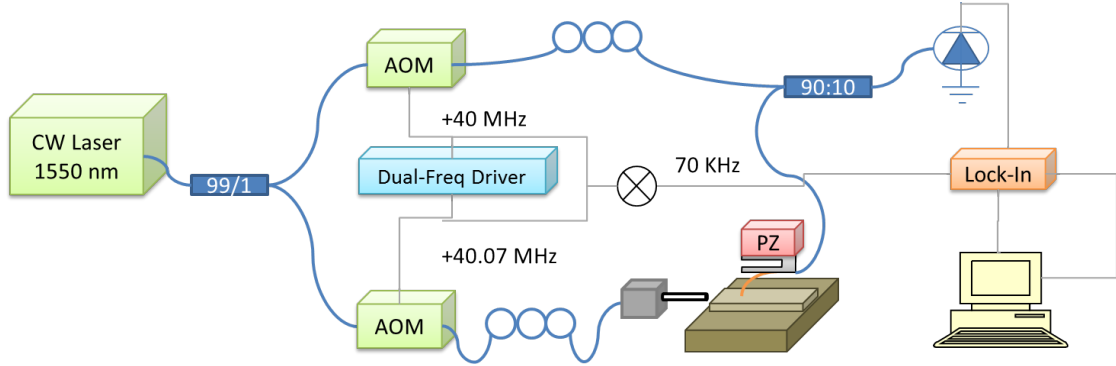 AOM
90:10
+40 MHz
CW Laser
1550 nm
99/1
Dual-Freq Driver
70 KHz
Lock-In
PZ
+40.07 MHz
AOM